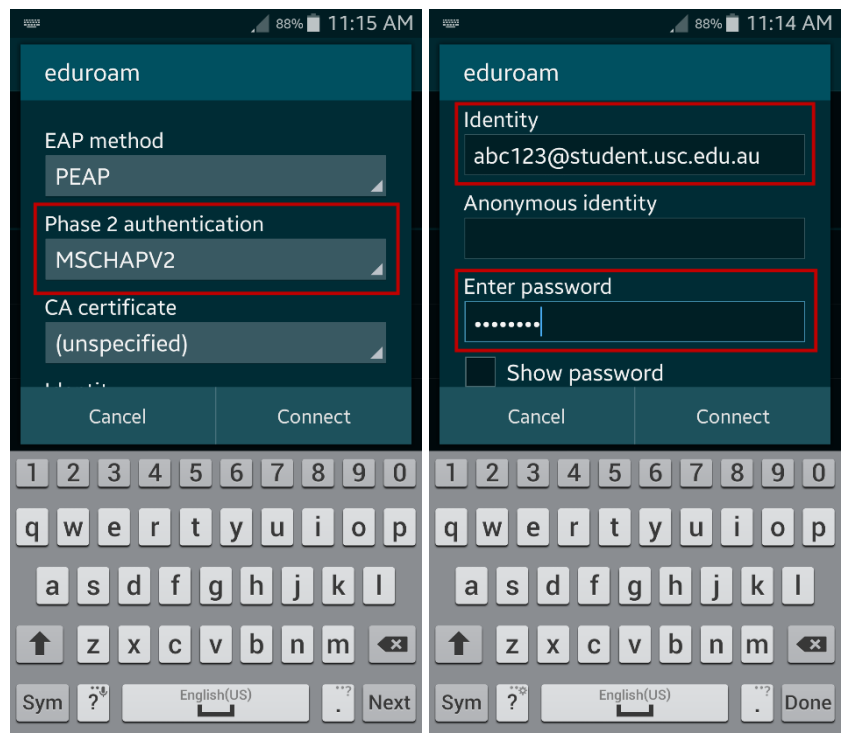 88% 11:15 AM
eduroam
EAP method
PEAP
Phase 2 authentication
MSCHAPV2
CA certificate
(unspecified)
Cancel Connect
1 2 3 4 5 6 7 8 9 0
q w e r t y u i o p
a s d f g h j k l
z x c v b n m
Sym ? English(US) . Next
88% 11:14 AM
eduroam
Identity
abc123@student.usc.edu.au
Anonymous identity
Enter password
••••••••
Show password
Cancel Connect
1 2 3 4 5 6 7 8 9 0
q w e r t y u i o p
a s d f g h j k l
z x c v b n m
Sym ? English(US) . Done